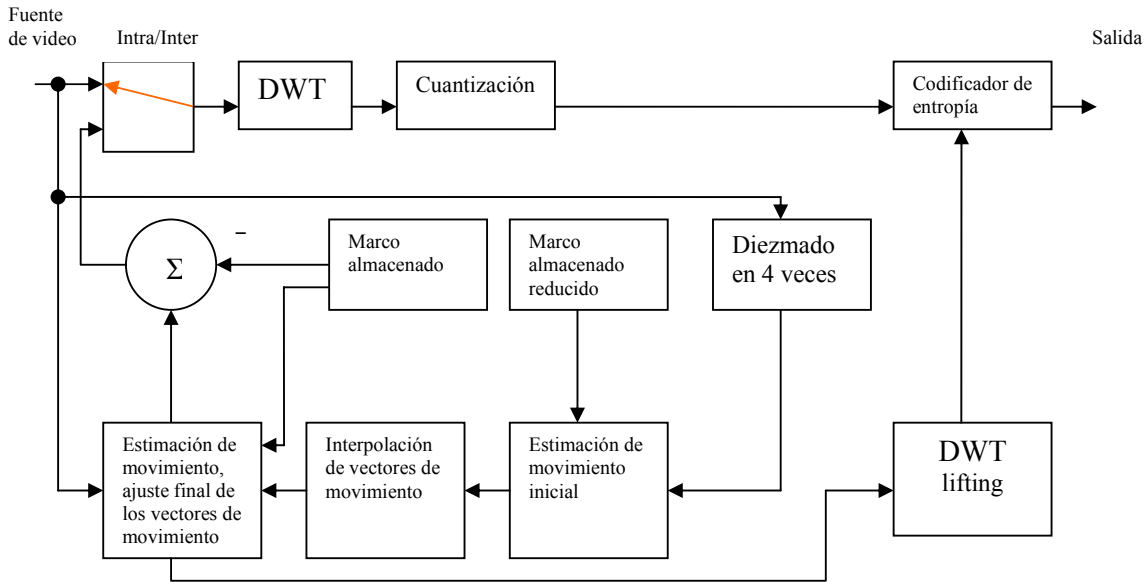 Fuente
de video
Intra/Inter
Salida
DWT
Cuantización
Codificador de
entropía
–
Σ
Marco
almacenado
Marco
almacenado
reducido
Diezmado
en 4 veces
Estimación de
movimiento,
ajuste final de
los vectores de
movimiento
Interpolación
de vectores de
movimiento
Estimación de
movimiento
inicial
DWT
lifting